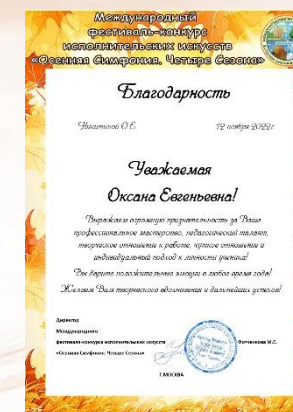 Международный
фестиваль-конкурс
исполнительских искусств
«Осенняя Симфония. Четыре Сезона»
Благодарность
О.Е. 12 ноября 2022г
Уважаемая
Оксана Евгеньевна!
Выражаем огромную признательность за Ваше
профессиональное мастерство, педагогический талант,
творческое отношение к работе, чуткое отношение и
индивидуальный подход к личности ученика!
Вы дарите положительные эмоции в любое время года!
Желаем Вам творческого вдохновения и дальнейших успехов!
Директор
Международного
фестиваля-конкурса исполнительских искусств
«Осенняя Симфония. Четыре Сезона» Фотченкова М.С.
Г.МОСКВА